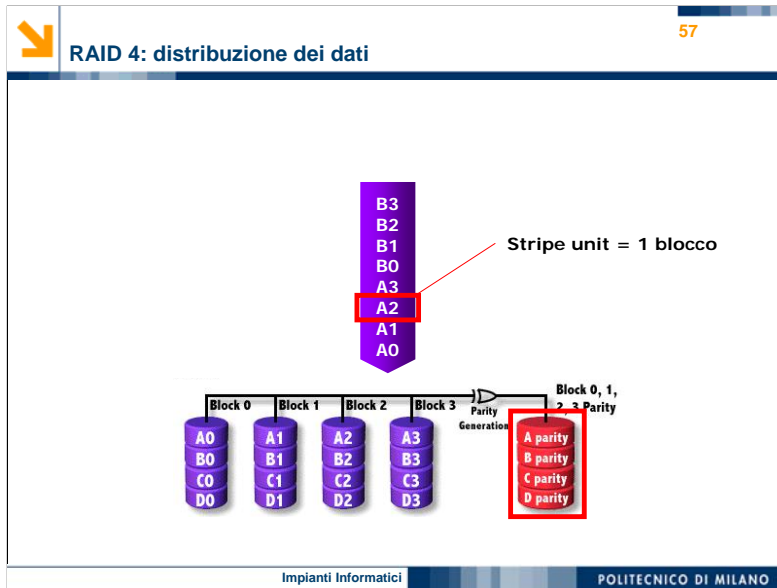 57
RAID 4: distribuzione dei dati
B3
B2
B1
B0
A3
A2
A1
A0
Stripe unit = 1 blocco
Block 0
Block 1
Block 2
Block 3
Parity
Generation
Block 0, 1,
2, 3 Parity
A0
B0
C0
D0
A1
B1
C1
D1
A2
B2
C2
D2
A3
B3
C3
D3
A parity
B parity
C parity
D parity
Impianti Informatici
POLITECNICO DI MILANO